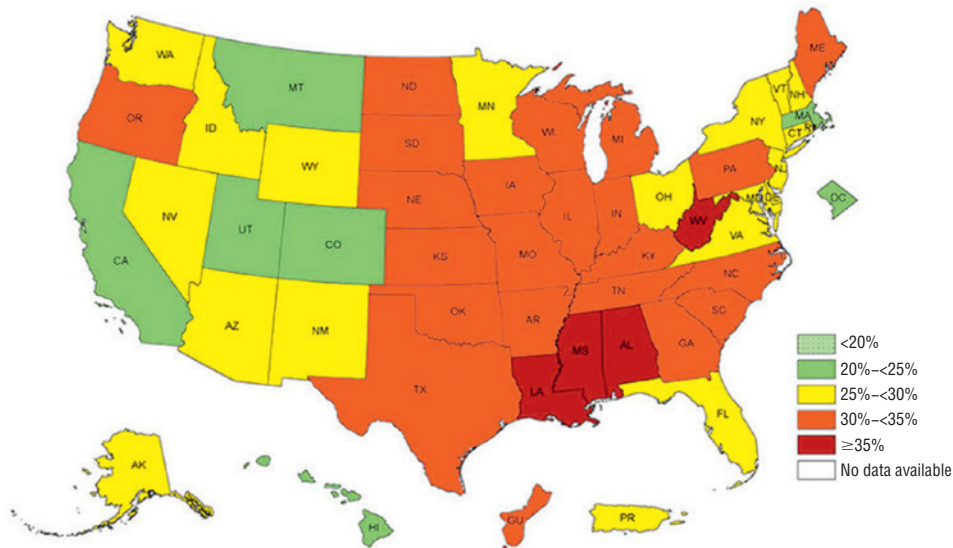 WA
MT
ND
MN
ME
OR
ID
SD
WI
MI
VT
NH
NY
MA
CT
WY
NE
IA
PA
NJ
NV
UT
CO
IL
IN
OH
MD
DE
DC
CA
KS
MO
WV
VA
KY
AZ
NM
OK
AR
TN
NC
SC
TX
LA
MS
AL
GA
FL
AK
HI
GU
PR
<20%
20%–<25%
25%–<30%
30%–<35%
≥35%
No data available